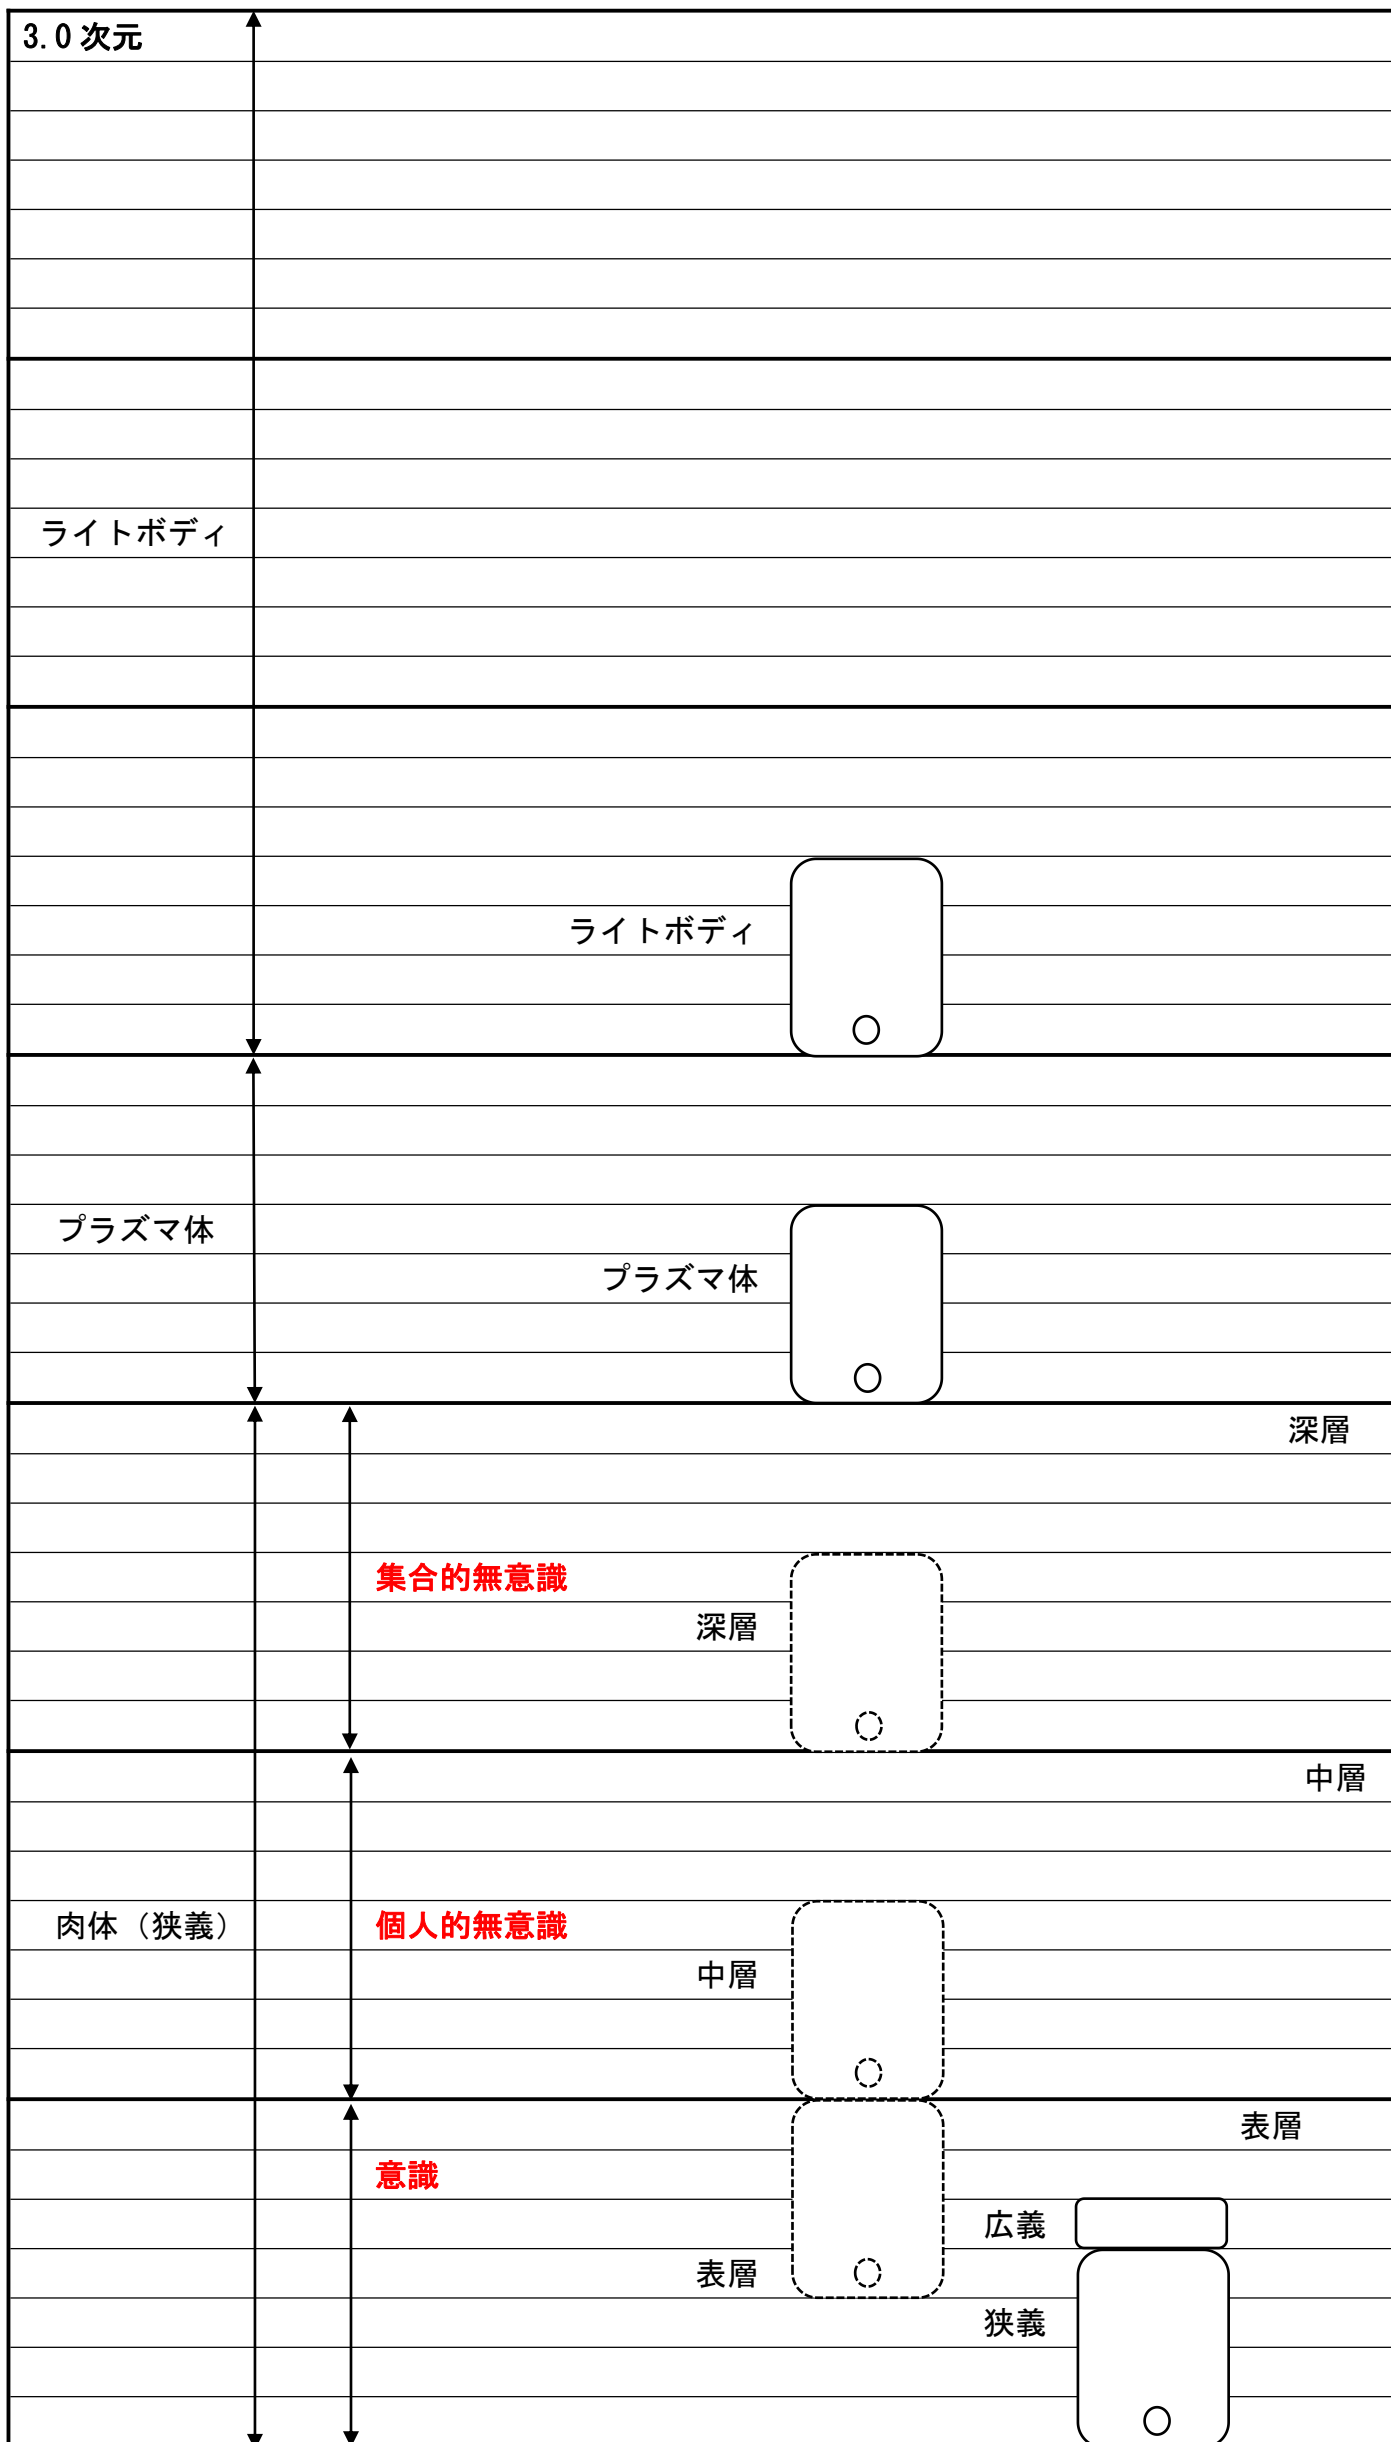 3.0次元
ライトボディ
ライトボディ
プラズマ体
プラズマ体
深層
集合的無意識
深層
中層
肉体（狭義）
個人的無意識
中層
表層
意識
広義
表層
狭義